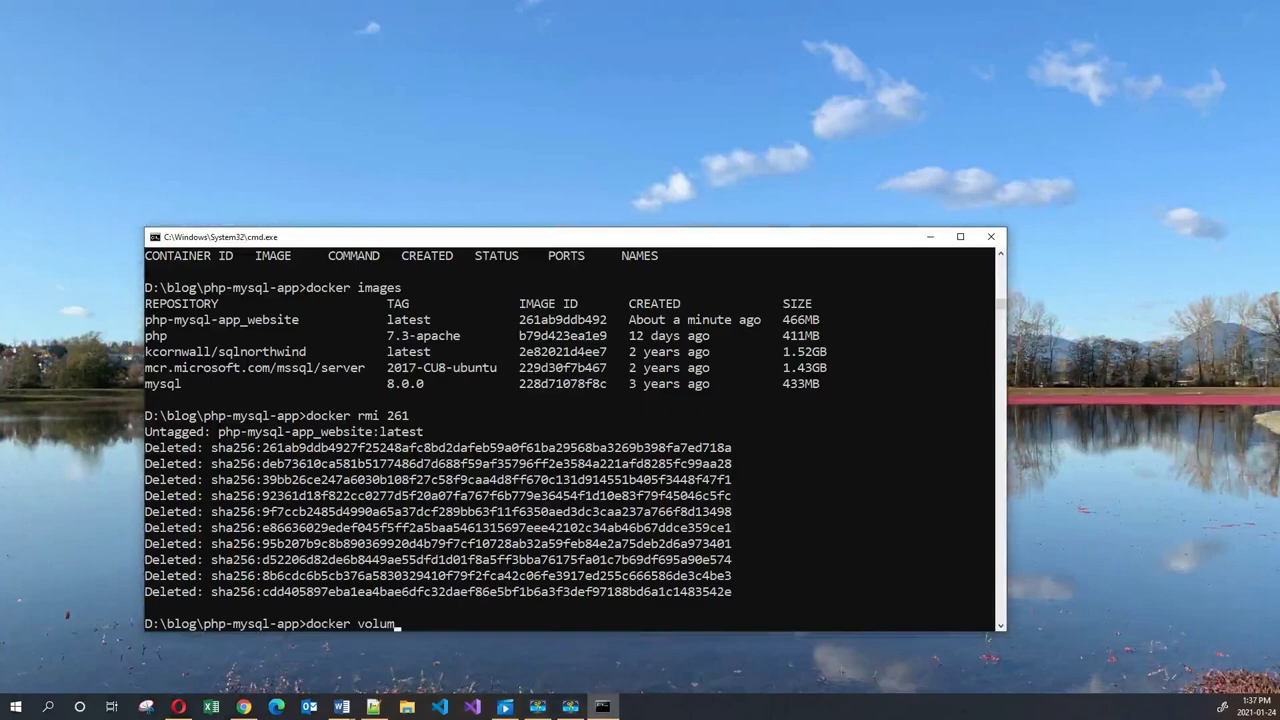 C:\Windows\System32\cmd.exe
CONTAINER ID IMAGE COMMAND CREATED STATUS PORTS NAMES
D:\blog\php-mysql-app>docker images
REPOSITORY TAG IMAGE ID CREATED SIZE
php-mysql-app_website latest 261ab9ddb492 About a minute ago 466MB
php 7.3-apache b79d423ea1e9 12 days ago 411MB
kcornwall/sqlnorthwind latest 2e82021d4ee7 2 years ago 1.52GB
mcr.microsoft.com/mssql/server 2017-CU8-ubuntu 229d30f7b467 2 years ago 1.43GB
mysql 8.0.0 228d71078f8c 3 years ago 433MB
D:\blog\php-mysql-app>docker rmi 261
Untagged: php-mysql-app_website:latest
Deleted: sha256:261ab9ddb4927f25248afc8bd2dafeb59a0f61ba29568ba3269b398fa7ed718a
Deleted: sha256:deb73610ca581b5177486d7d688f59af35796ff2e3584a221afd8285fc99aa28
Deleted: sha256:39bb26ce247a6030b108f27c58f9caa4d8ff670c131d914551b405f3448f47f1
Deleted: sha256:92361d18f822cc0277d5f20a07fa767f6b779e36454f1d10e83f79f45046c5fc
Deleted: sha256:9f7ccb2485d4990a65a37dcf289bb63f11f6350aed3dc3caa237a766f8d13498
Deleted: sha256:e86636029edef045f5ff2a5baa5461315697eee42102c34ab46b67ddce359ce1
Deleted: sha256:95b207b9c8b890369920d4b79f7cf10728ab32a59feb84e2a75deb2d6a973401
Deleted: sha256:d52206d82de6b8449ae55dfd1d01f8a5ff3bba76175fa01c7b69df695a90e574
Deleted: sha256:8b6cdc6b5cb376a5830329410f79f2fca42c06fe3917ed255c666586de3c4be3
Deleted: sha256:cdd405897eba1ea4bae6dfc32daef86e5bf1b6a3f3def97188bd6a1c1483542e
D:\blog\php-mysql-app>docker volum
1:37 PM
2021-01-24